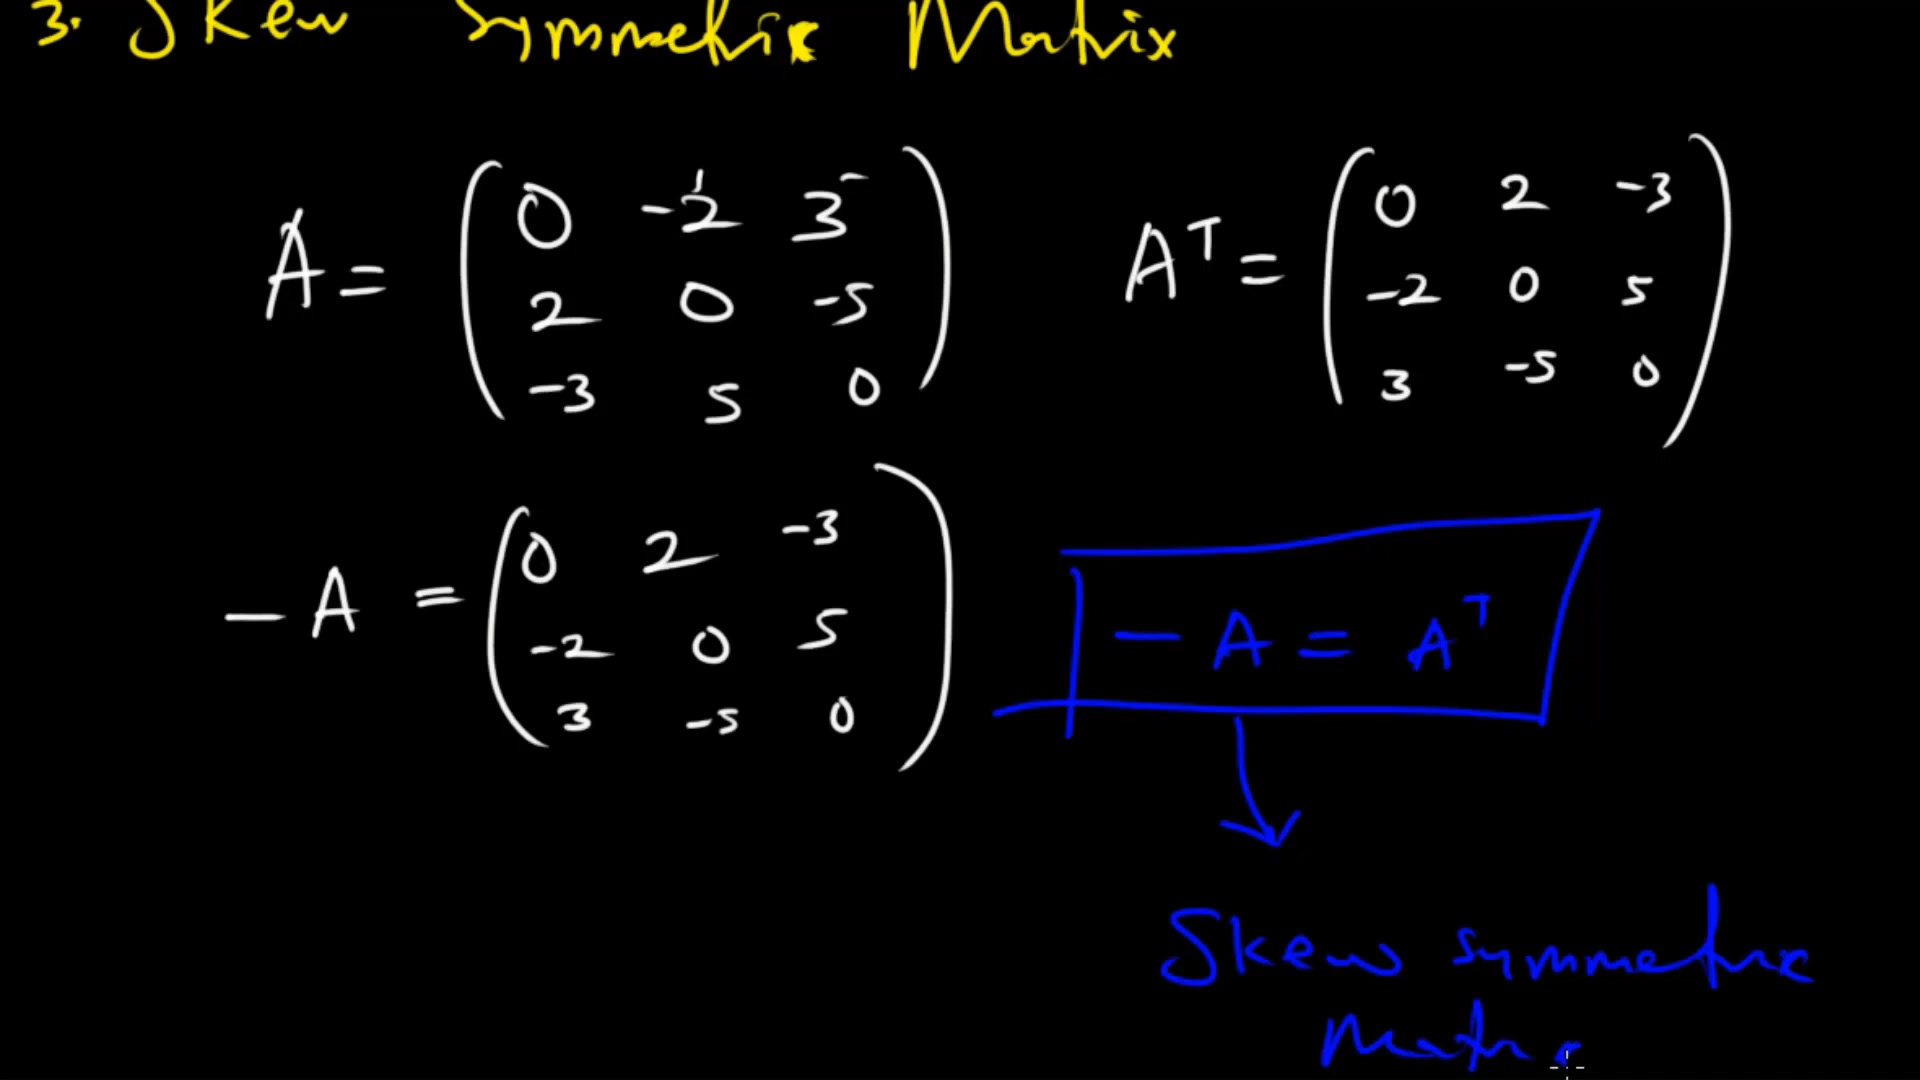 3. Skew Symmetric Matrix
A = ( 0 -2 3
2 0 -5
-3 5 0 )
A^T = ( 0 2 -3
-2 0 5
3 -5 0 )
-A = ( 0 2 -3
-2 0 5
3 -5 0 )
-A = A^T
Skew symmetric
Matri